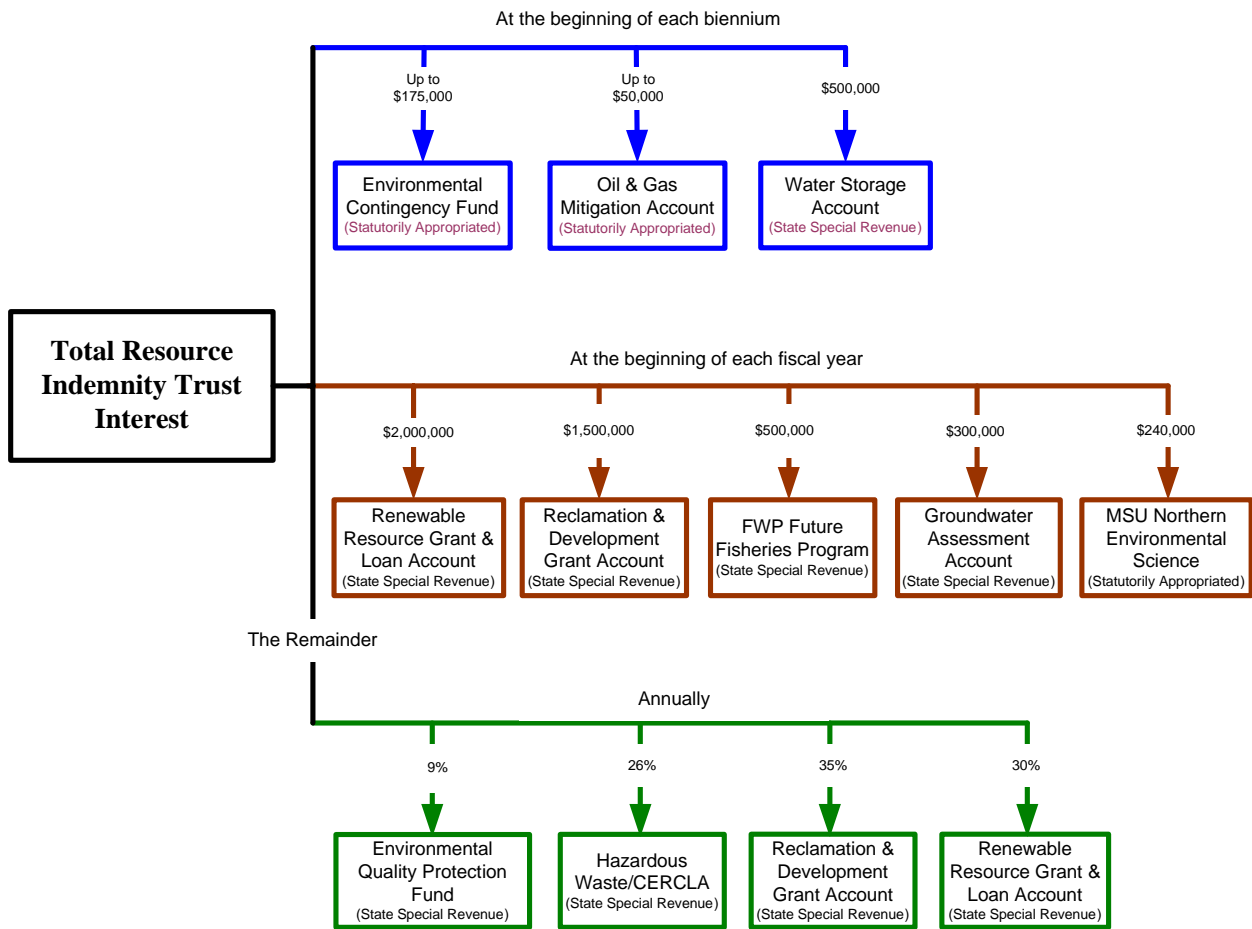 At the beginning of each biennium
Up to
$175,000
Up to
$50,000
$500,000
Environmental
Contingency Fund
(Statutorily Appropriated)
Oil & Gas
Mitigation Account
(Statutorily Appropriated)
Water Storage
Account
(State Special Revenue)
Total Resource
Indemnity Trust
Interest
At the beginning of each fiscal year
$2,000,000
$1,500,000
$500,000
$300,000
$240,000
Renewable
Resource Grant &
Loan Account
(State Special Revenue)
Reclamation &
Development
Grant Account
(State Special Revenue)
FWP Future
Fisheries Program
(State Special Revenue)
Groundwater
Assessment
Account
(State Special Revenue)
MSU Northern
Environmental
Science
(Statutorily Appropriated)
The Remainder
Annually
9%
26%
35%
30%
Environmental
Quality Protection
Fund
(State Special Revenue)
Hazardous
Waste/CERCLA
(State Special Revenue)
Reclamation &
Development
Grant Account
(State Special Revenue)
Renewable
Resource Grant &
Loan Account
(State Special Revenue)